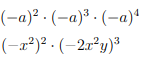 (−a)² · (−a)³ · (−a)⁴
(−x²)² · (−2x²y)³